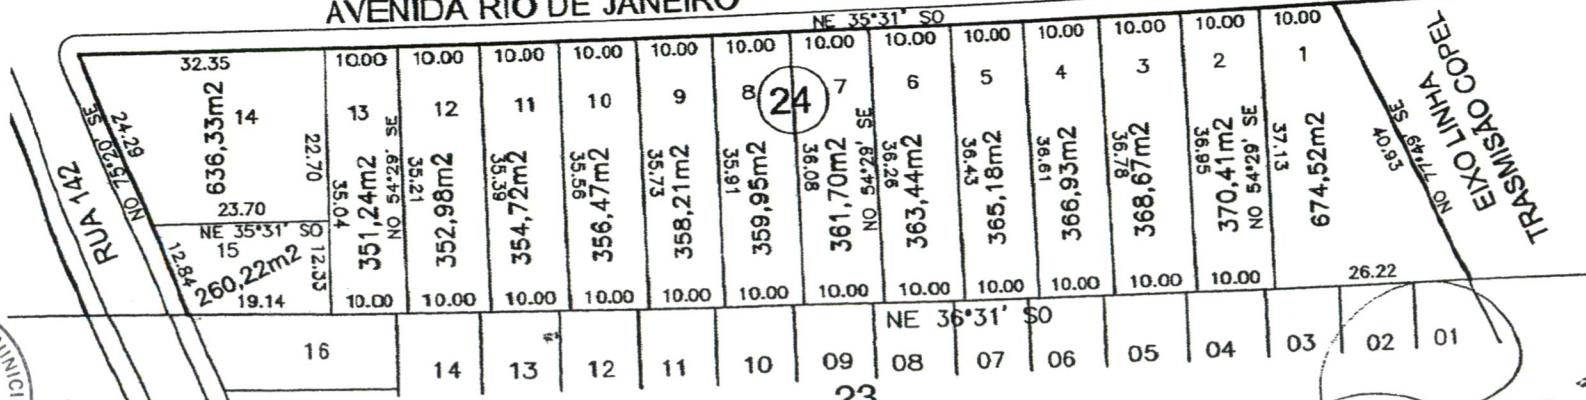 AVENIDA RIO DE JANEIRO
NE 35°31' SO
32.35
10.00
10.00
10.00
10.00
10.00
10.00
10.00
10.00
10.00
10.00
10.00
10.00
10.00
14
13
12
11
10
9
8
24
7
6
5
4
3
2
1
636,33m2
351,24m2
352,98m2
354,72m2
356,47m2
358,21m2
359,95m2
361,70m2
363,44m2
365,18m2
366,93m2
368,67m2
370,41m2
674,52m2
NO 75°20' SE
24.29
22.70
35.04
NO 54°29' SE
35.21
35.39
35.56
35.73
35.91
36.08
NO 54°29' SE
36.26
36.43
36.61
36.78
36.95
NO 54°29' SE
37.13
40.93
NO 77°49' SE
EIXO LINHA
TRASMISÃO COPEL
RUA 142
23.70
NE 35°31' SO
15
260,22m2
12.84
12.33
19.14
10.00
10.00
10.00
10.00
10.00
10.00
10.00
10.00
10.00
10.00
10.00
10.00
26.22
NE 36°31' SO
16
14
13
12
11
10
09
08
07
06
05
04
03
02
01
23